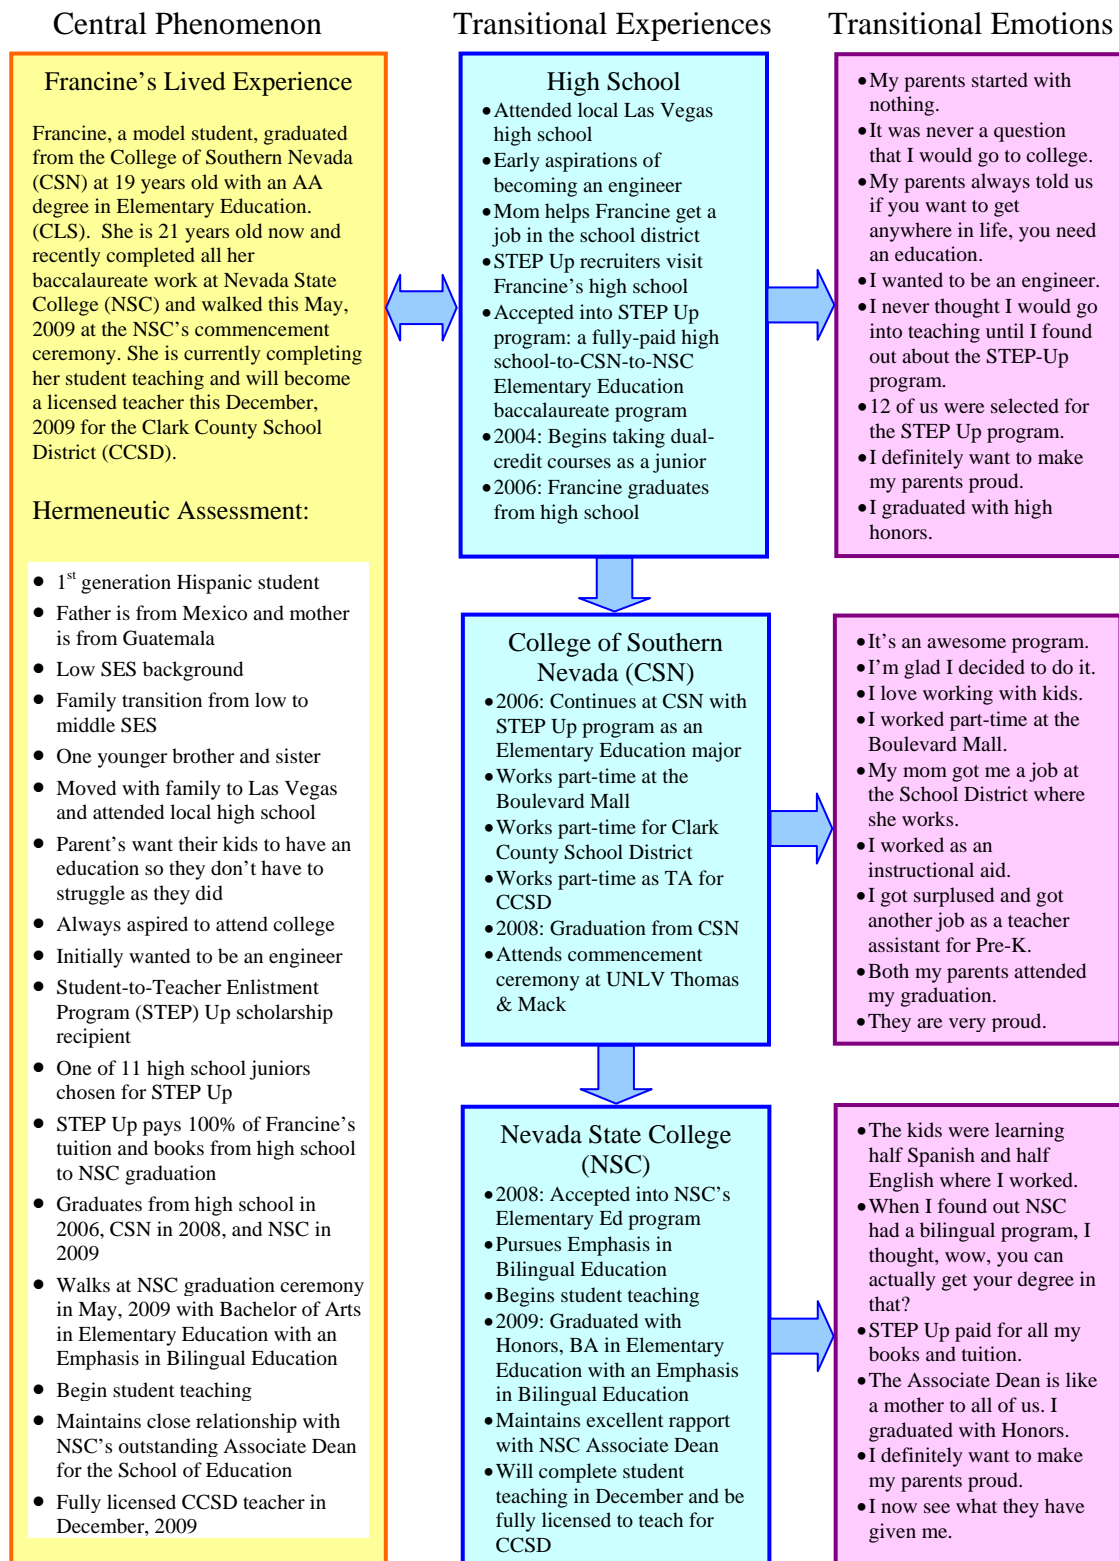 Central Phenomenon
Transitional Experiences
Transitional Emotions
Francine’s Lived Experience
Francine, a model student, graduated
from the College of Southern Nevada
(CSN) at 19 years old with an AA
degree in Elementary Education.
(CLS).  She is 21 years old now and
recently completed all her
baccalaureate work at Nevada State
College (NSC) and walked this May,
2009 at the NSC’s commencement
ceremony. She is currently completing
her student teaching and will become
a licensed teacher this December,
2009 for the Clark County School
District (CCSD).
Hermeneutic Assessment:
• 1st generation Hispanic student
• Father is from Mexico and mother
is from Guatemala
• Low SES background
• Family transition from low to
middle SES
• One younger brother and sister
• Moved with family to Las Vegas
and attended local high school
• Parent’s want their kids to have an
education so they don’t have to
struggle as they did
• Always aspired to attend college
• Initially wanted to be an engineer
• Student-to-Teacher Enlistment
Program (STEP) Up scholarship
recipient
• One of 11 high school juniors
chosen for STEP Up
• STEP Up pays 100% of Francine’s
tuition and books from high school
to NSC graduation
• Graduates from high school in
2006, CSN in 2008, and NSC in
2009
• Walks at NSC graduation ceremony
in May, 2009 with Bachelor of Arts
in Elementary Education with an
Emphasis in Bilingual Education
• Begin student teaching
• Maintains close relationship with
NSC’s outstanding Associate Dean
for the School of Education
• Fully licensed CCSD teacher in
December, 2009
High School
• Attended local Las Vegas
high school
• Early aspirations of
becoming an engineer
• Mom helps Francine get a
job in the school district
• STEP Up recruiters visit
Francine’s high school
• Accepted into STEP Up
program: a fully-paid high
school-to-CSN-to-NSC
Elementary Education
baccalaureate program
• 2004: Begins taking dual-
credit courses as a junior
• 2006: Francine graduates
from high school
• My parents started with
nothing.
• It was never a question
that I would go to college.
• My parents always told us
if you want to get
anywhere in life, you need
an education.
• I wanted to be an engineer.
• I never thought I would go
into teaching until I found
out about the STEP-Up
program.
• 12 of us were selected for
the STEP Up program.
• I definitely want to make
my parents proud.
• I graduated with high
honors.
College of Southern
Nevada (CSN)
• 2006: Continues at CSN with
STEP Up program as an
Elementary Education major
• Works part-time at the
Boulevard Mall
• Works part-time for Clark
County School District
• Works part-time as TA for
CCSD
• 2008: Graduation from CSN
• Attends commencement
ceremony at UNLV Thomas
& Mack
• It’s an awesome program.
• I’m glad I decided to do it.
• I love working with kids.
• I worked part-time at the
Boulevard Mall.
• My mom got me a job at
the School District where
she works.
• I worked as an
instructional aid.
• I got surplused and got
another job as a teacher
assistant for Pre-K.
• Both my parents attended
my graduation.
• They are very proud.
Nevada State College
(NSC)
• 2008: Accepted into NSC’s
Elementary Ed program
• Pursues Emphasis in
Bilingual Education
• Begins student teaching
• 2009: Graduated with
Honors, BA in Elementary
Education with an Emphasis
in Bilingual Education
• Maintains excellent rapport
with NSC Associate Dean
• Will complete student
teaching in December and be
fully licensed to teach for
CCSD
• The kids were learning
half Spanish and half
English where I worked.
• When I found out NSC
had a bilingual program, I
thought, wow, you can
actually get your degree in
that?
• STEP Up paid for all my
books and tuition.
• The Associate Dean is like
a mother to all of us. I
graduated with Honors.
• I definitely want to make
my parents proud.
• I now see what they have
given me.